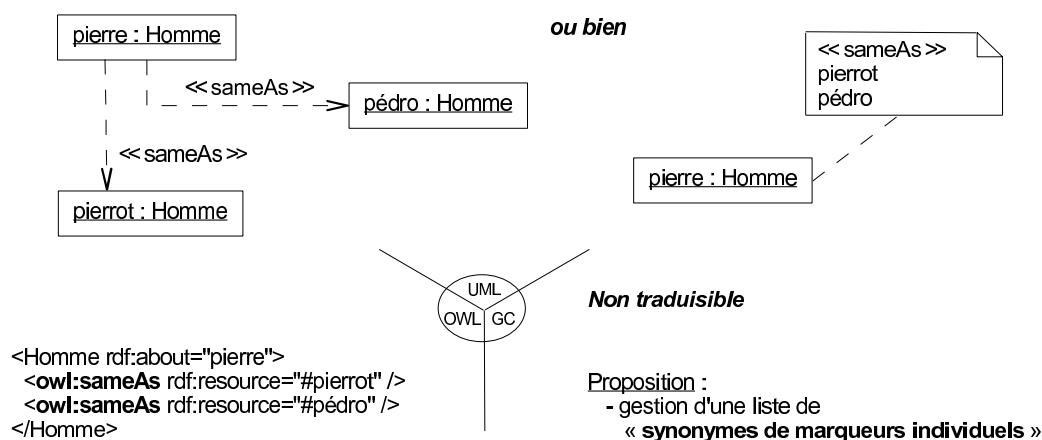 pierre : Homme
ou bien
<< sameAs >>
pierrot
pédro
<< sameAs >>
pédro : Homme
<< sameAs >>
pierre : Homme
pierrot : Homme
UML
OWL GC
Non traduisible
<Homme rdf:about="pierre">
<owl:sameAs rdf:resource="#pierrot" />
<owl:sameAs rdf:resource="#pédro" />
</Homme>
Proposition :
- gestion d'une liste de
« synonymes de marqueurs individuels »